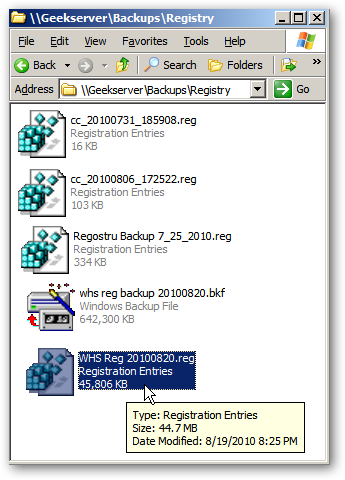 \\Geekserver\Backups\Registry
File Edit View Favorites Tools Help
Back Search Folders »
Address \\Geekserver\Backups\Registry Go
cc_20100731_185908.reg
Registration Entries
16 KB
cc_20100806_172522.reg
Registration Entries
103 KB
Regostru Backup 7_25_2010.reg
Registration Entries
334 KB
whs reg backup 20100820.bkf
Windows Backup File
642,300 KB
WHS Reg 20100820.reg
Registration Entries
45,806 KB
Type: Registration Entries
Size: 44.7 MB
Date Modified: 8/19/2010 8:25 PM